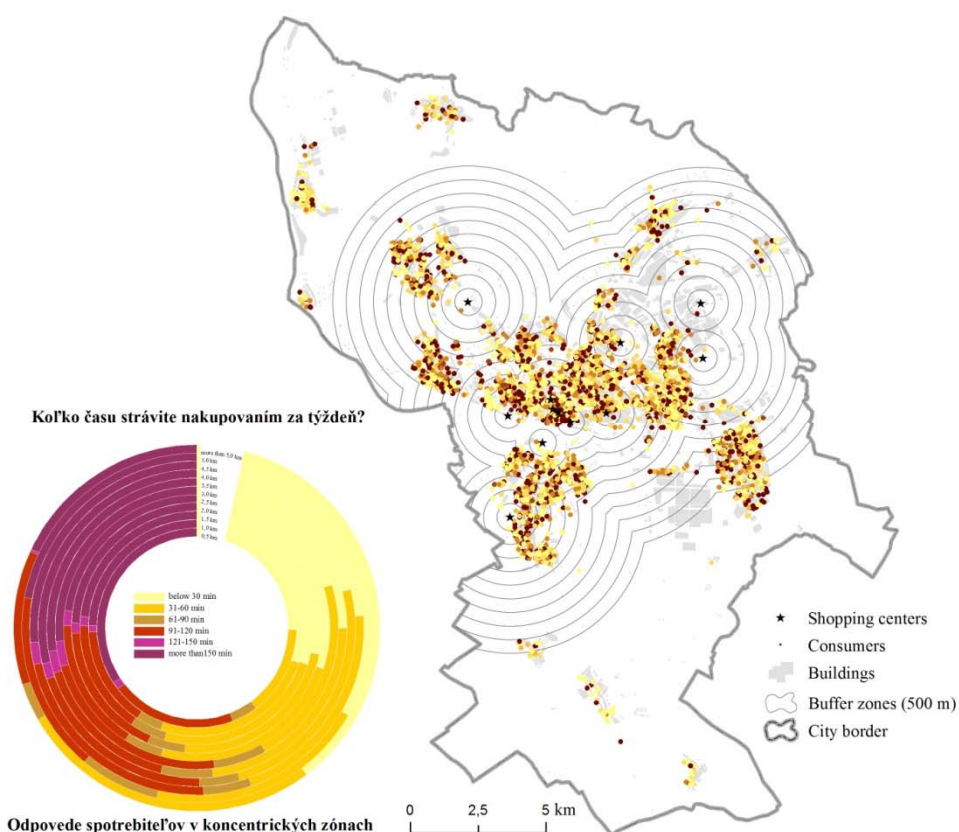 Koľko času strávite nakupovaním za týždeň?
more than 5,0 km
5,0 km
4,5 km
4,0 km
3,5 km
3,0 km
2,5 km
2,0 km
1,5 km
1,0 km
0,5 km
below 30 min
31-60 min
61-90 min
91-120 min
121-150 min
more than150 min
Odpovede spotrebiteľov v koncentrických zónach
Shopping centers
Consumers
Buildings
Buffer zones (500 m)
City border
0 2,5 5 km